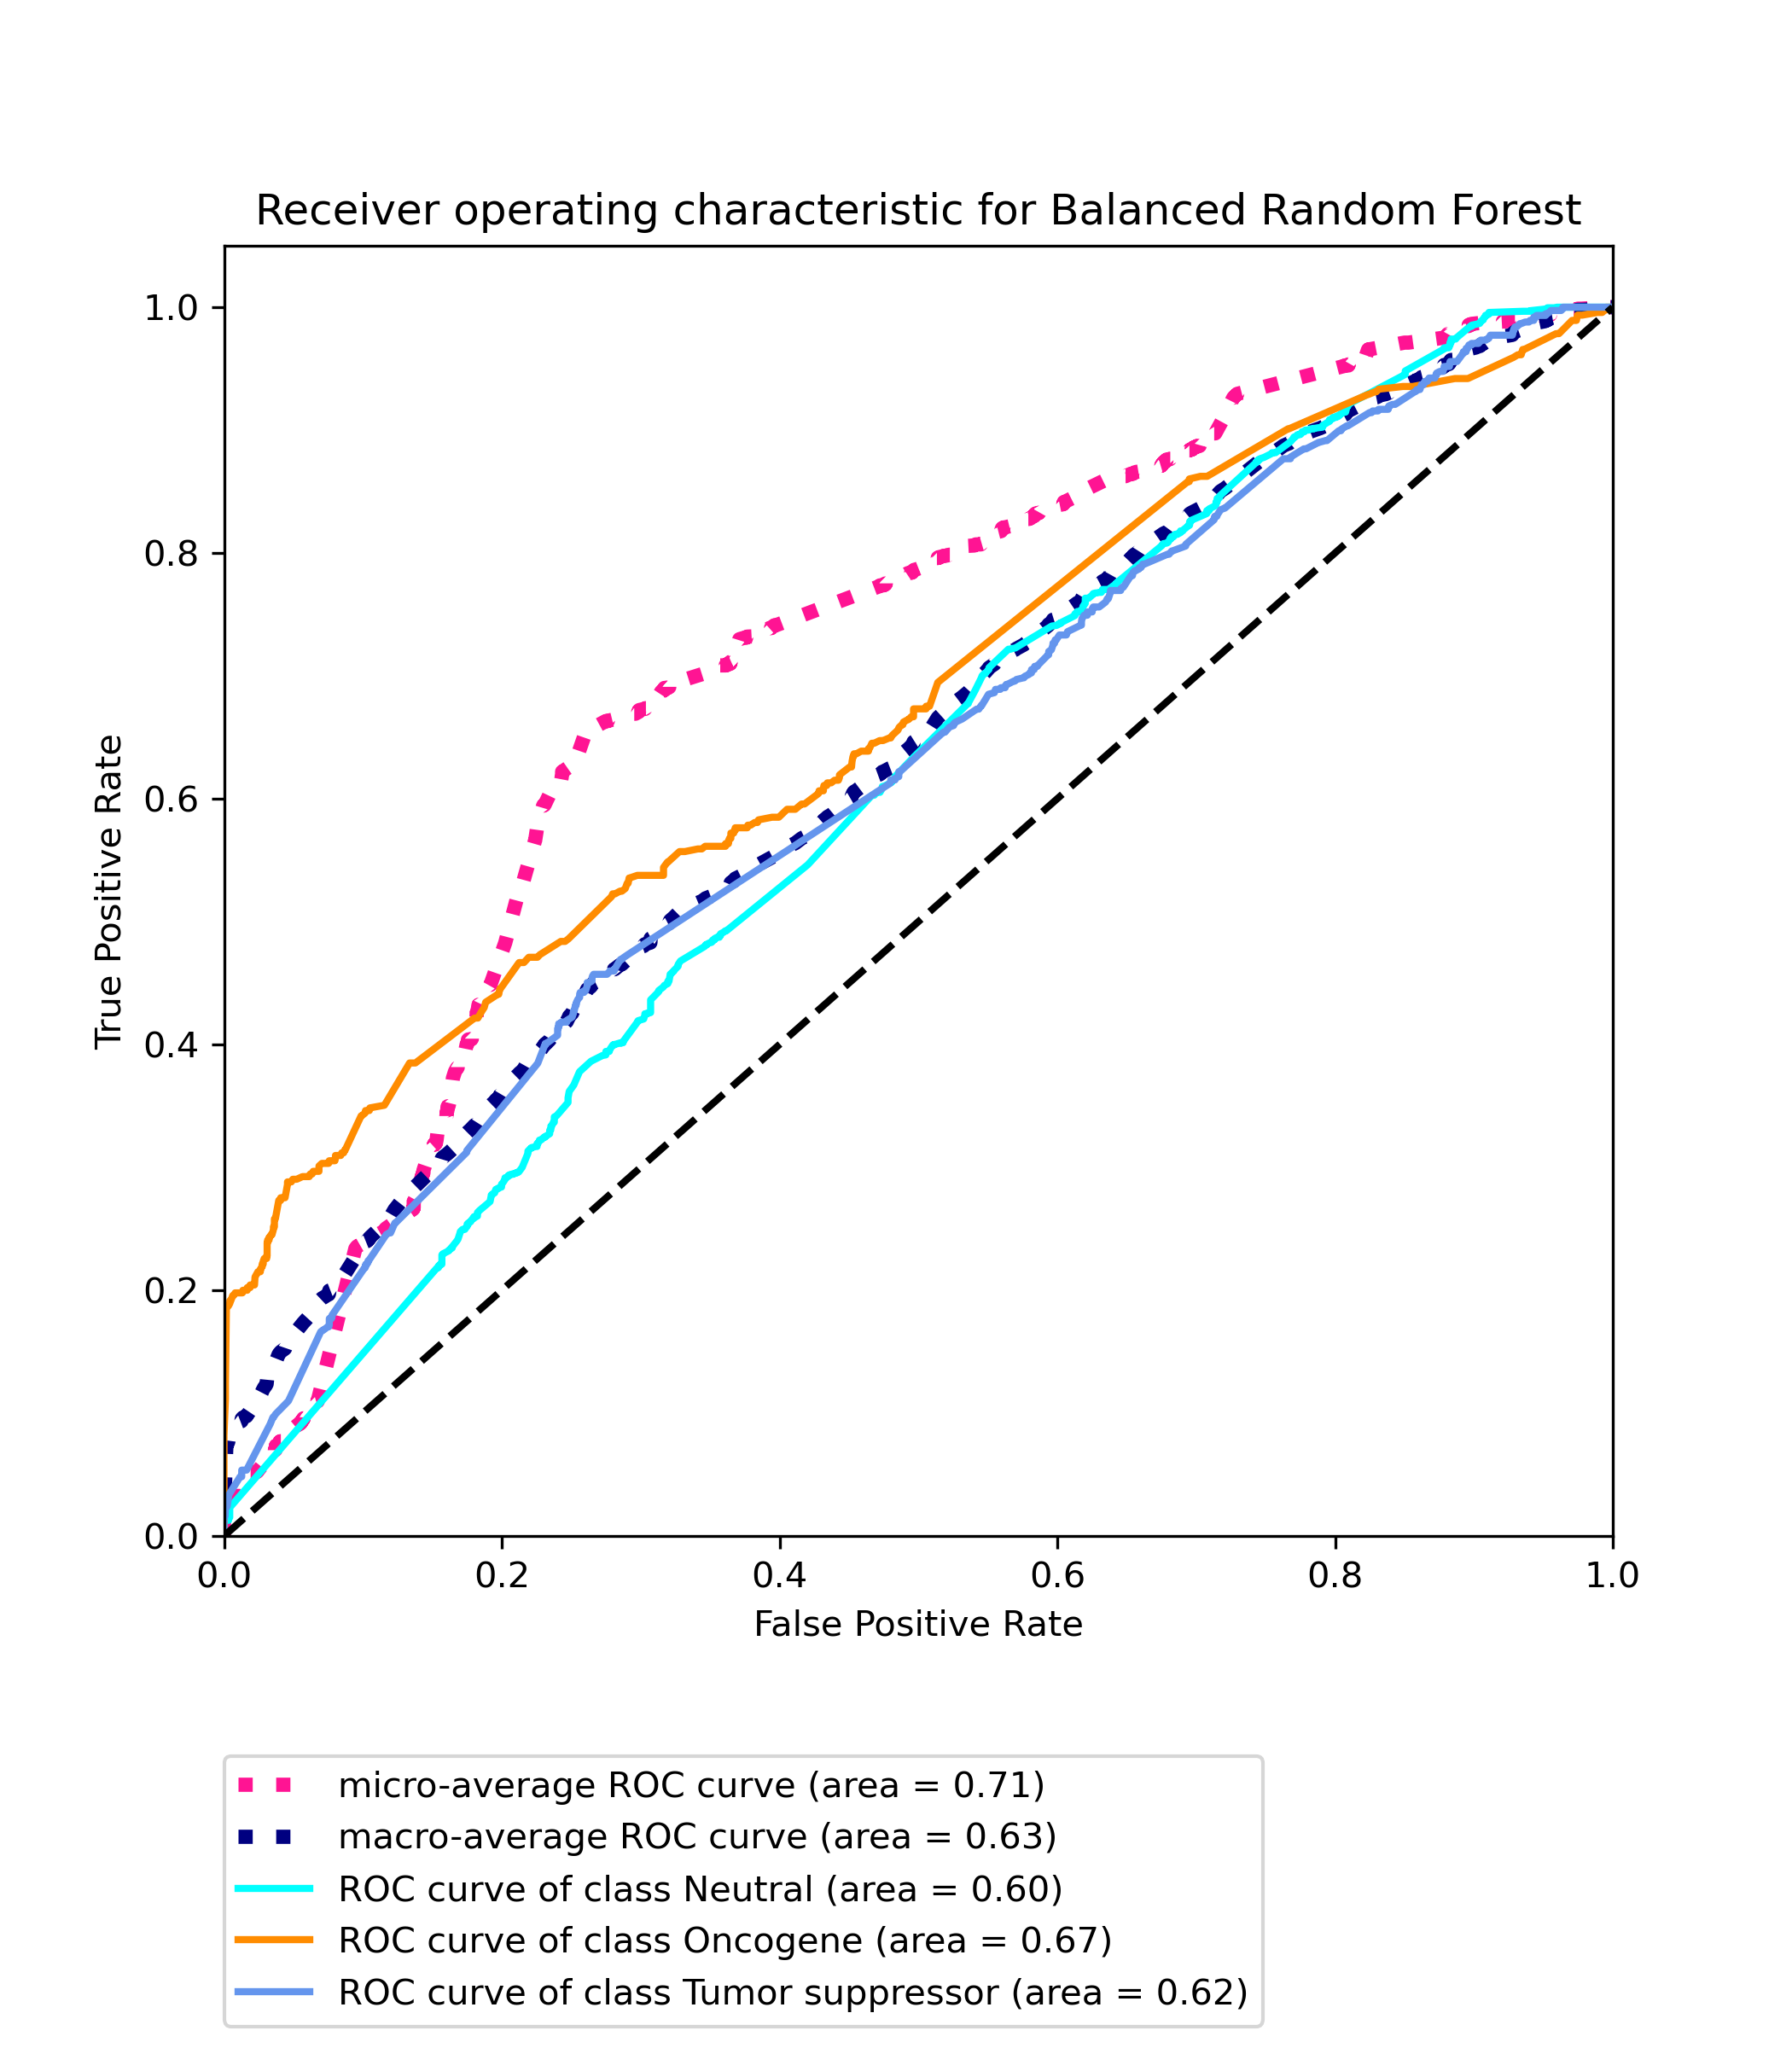 Receiver operating characteristic for Balanced Random Forest
1.0
0.8
0.6
0.4
0.2
0.0
True Positive Rate
0.0 0.2 0.4 0.6 0.8 1.0
False Positive Rate
micro-average ROC curve (area = 0.71)
macro-average ROC curve (area = 0.63)
ROC curve of class Neutral (area = 0.60)
ROC curve of class Oncogene (area = 0.67)
ROC curve of class Tumor suppressor (area = 0.62)